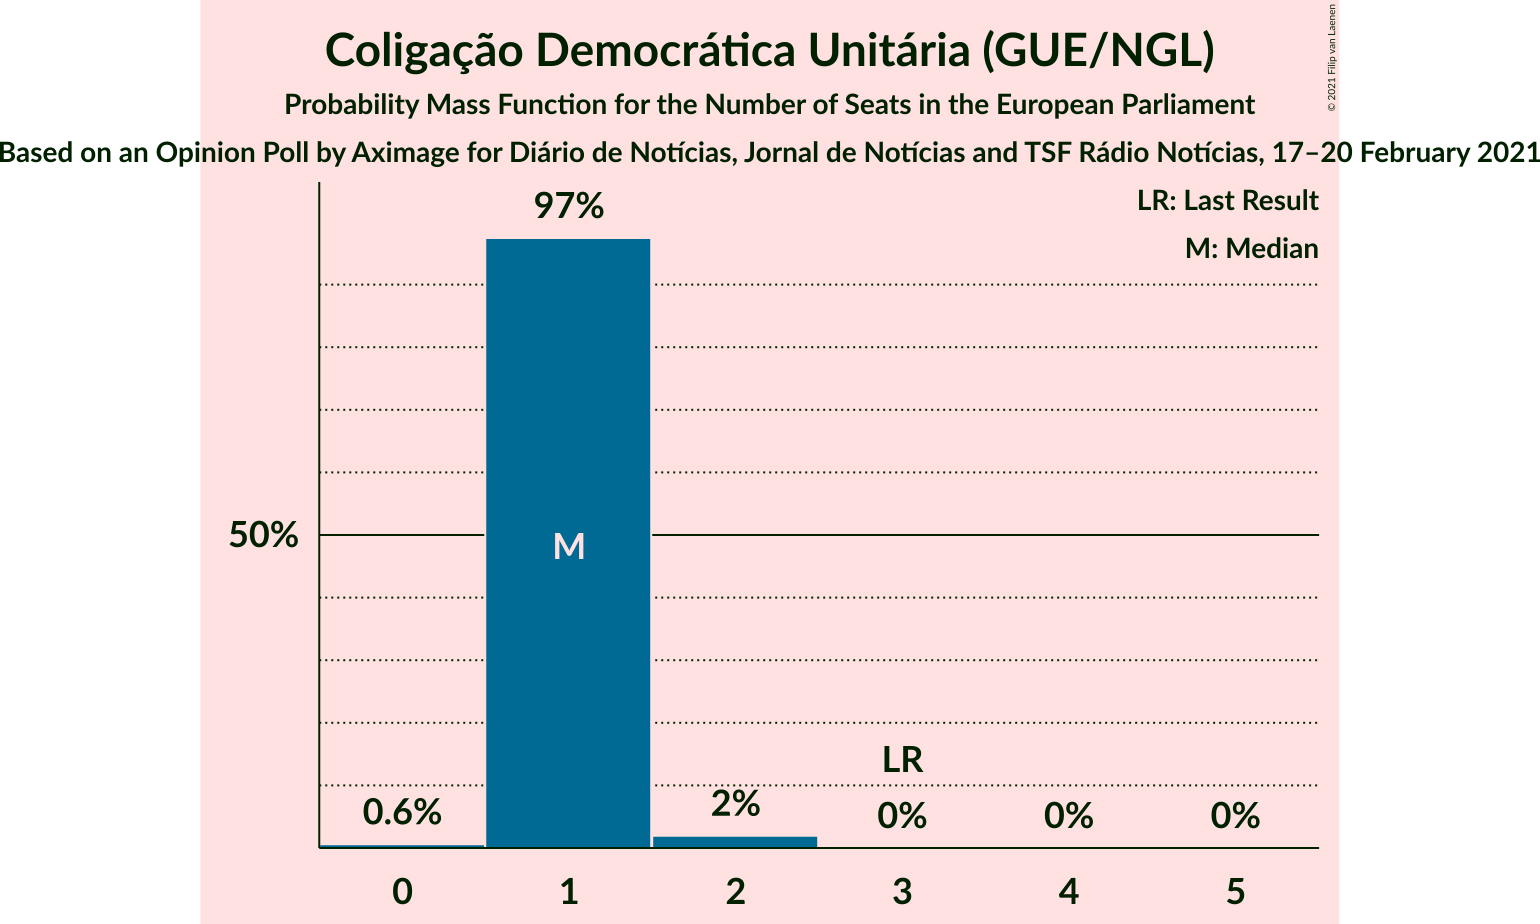 Coligação Democrática Unitária (GUE/NGL)
Probability Mass Function for the Number of Seats in the European Parliament
Based on an Opinion Poll by Aximage for Diário de Notícias, Jornal de Notícias and TSF Rádio Notícias, 17–20 February 2021
© 2021 Filip van Laenen
LR: Last Result
M: Median
97%
50%
M
LR
0.6%
2%
0%
0%
0%
0
1
2
3
4
5